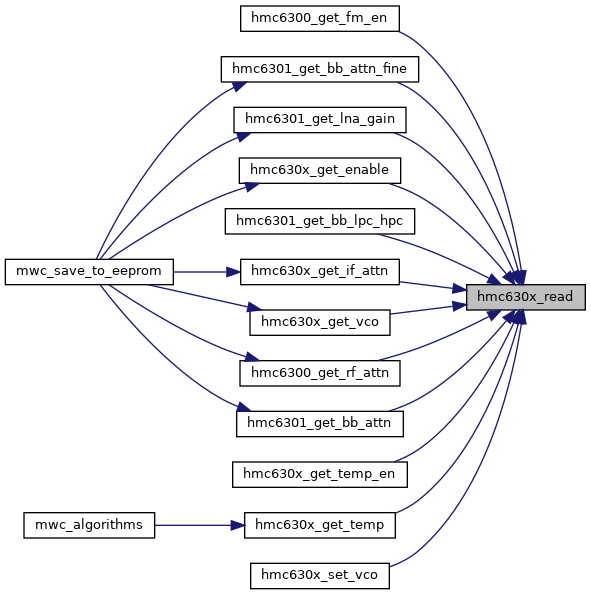 hmc6300_get_fm_en
hmc6301_get_bb_attn_fine
hmc6301_get_lna_gain
hmc630x_get_enable
hmc6301_get_bb_lpc_hpc
mwc_save_to_eeprom
hmc630x_get_if_attn
hmc630x_read
hmc630x_get_vco
hmc6300_get_rf_attn
hmc6301_get_bb_attn
hmc630x_get_temp_en
mwc_algorithms
hmc630x_get_temp
hmc630x_set_vco